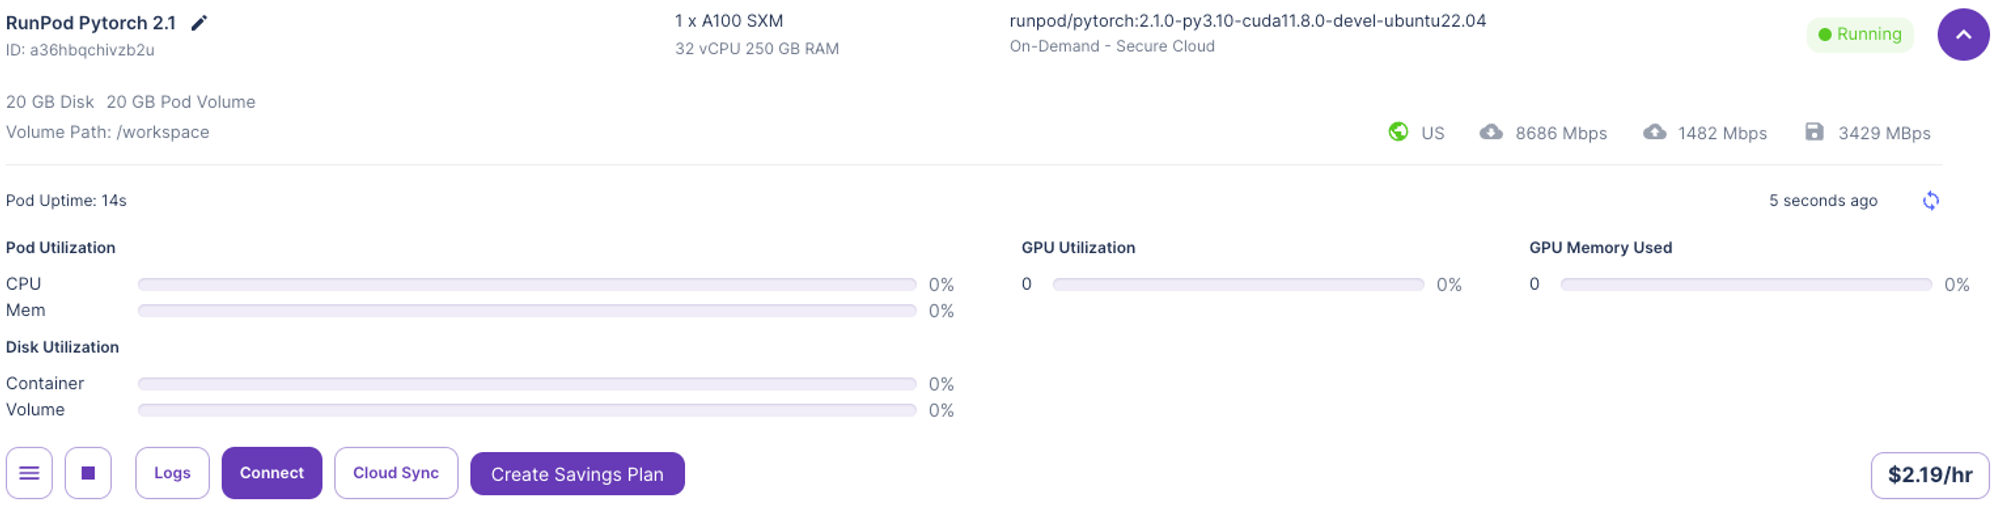 RunPod Pytorch 2.1
ID: a36hbqchivzb2u
1 x A100 SXM
32 vCPU 250 GB RAM
runpod/pytorch:2.1.0-py3.10-cuda11.8.0-devel-ubuntu22.04
On-Demand - Secure Cloud
Running
20 GB Disk 20 GB Pod Volume
Volume Path: /workspace
US 8686 Mbps 1482 Mbps 3429 MBps
Pod Uptime: 14s
5 seconds ago
Pod Utilization
CPU 0%
Mem 0%
GPU Utilization
0 0%
GPU Memory Used
0 0%
Disk Utilization
Container 0%
Volume 0%
Logs Connect Cloud Sync Create Savings Plan
$2.19/hr